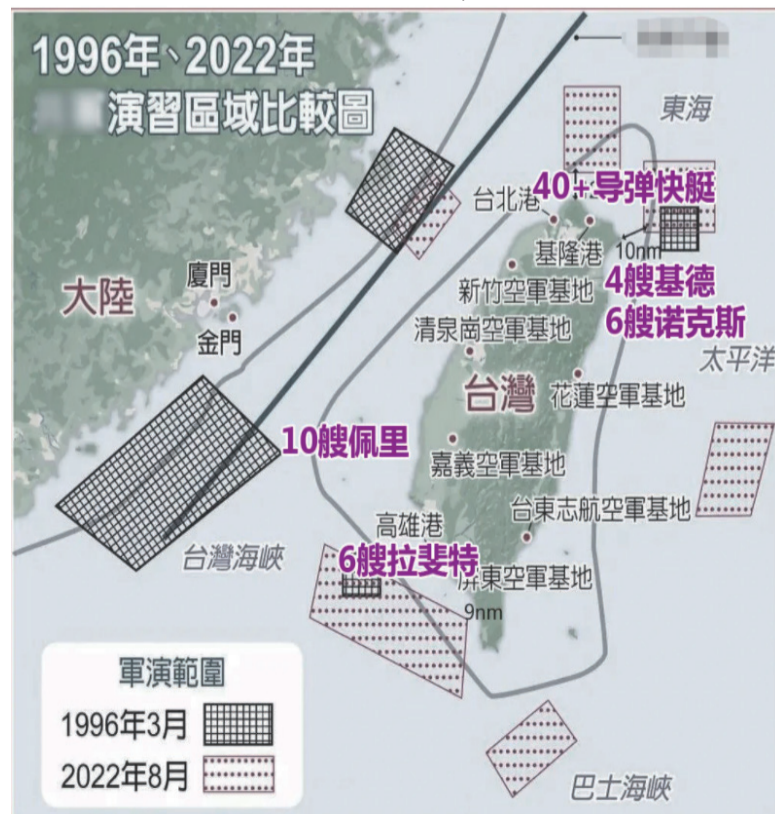 1996年、2022年
演習區域比較圖
東海
40+导弹快艇
台北港
基隆港
10nm
4艘基德
廈門
大陸
新竹空軍基地
6艘诺克斯
金門
清泉崗空軍基地
太平洋
台灣
花蓮空軍基地
10艘佩里
嘉義空軍基地
台東志航空軍基地
高雄港
台灣海峽
6艘拉斐特
屏東空軍基地
9nm
軍演範圍
1996年3月
2022年8月
巴士海峽